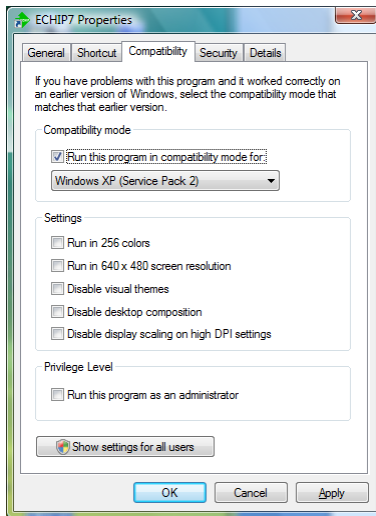 ECHIP7 Properties
General
Shortcut
Compatibility
Security
Details
If you have problems with this program and it worked correctly on
an earlier version of Windows, select the compatibility mode that
matches that earlier version.
Compatibility mode
Run this program in compatibility mode for:
Windows XP (Service Pack 2)
Settings
Run in 256 colors
Run in 640 x 480 screen resolution
Disable visual themes
Disable desktop composition
Disable display scaling on high DPI settings
Privilege Level
Run this program as an administrator
Show settings for all users
OK
Cancel
Apply